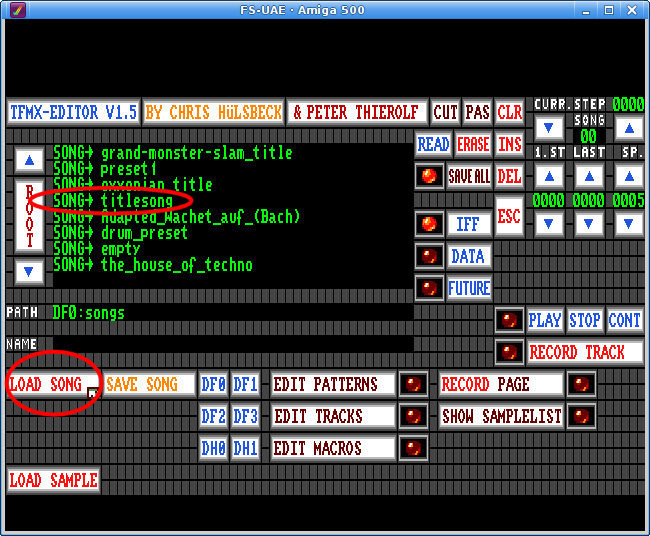 FS-UAE · Amiga 500
TFMX-EDITOR V1.5 BY CHRIS HüLSBECK & PETER THIEROLF CUT PAS CLR CURR.STEP 0000
SONG
00
READ ERASE INS
1.ST LAST SP.
SAVE ALL DEL
0000 0000 0005
ROOT
SONG→ grand-monster-slam_title
SONG→ preset1
SONG→ oxxonian_title
SONG→ titlesong
SONG→ adapted_Wachet_auf_(Bach)
SONG→ drum_preset
SONG→ empty
SONG→ the_house_of_techno
IFF ESC
DATA
FUTURE
PATH DF0:songs
PLAY STOP CONT
NAME
RECORD TRACK
LOAD SONG SAVE SONG DF0 DF1 EDIT PATTERNS RECORD PAGE
DF2 DF3 EDIT TRACKS SHOW SAMPLELIST
DH0 DH1 EDIT MACROS
LOAD SAMPLE